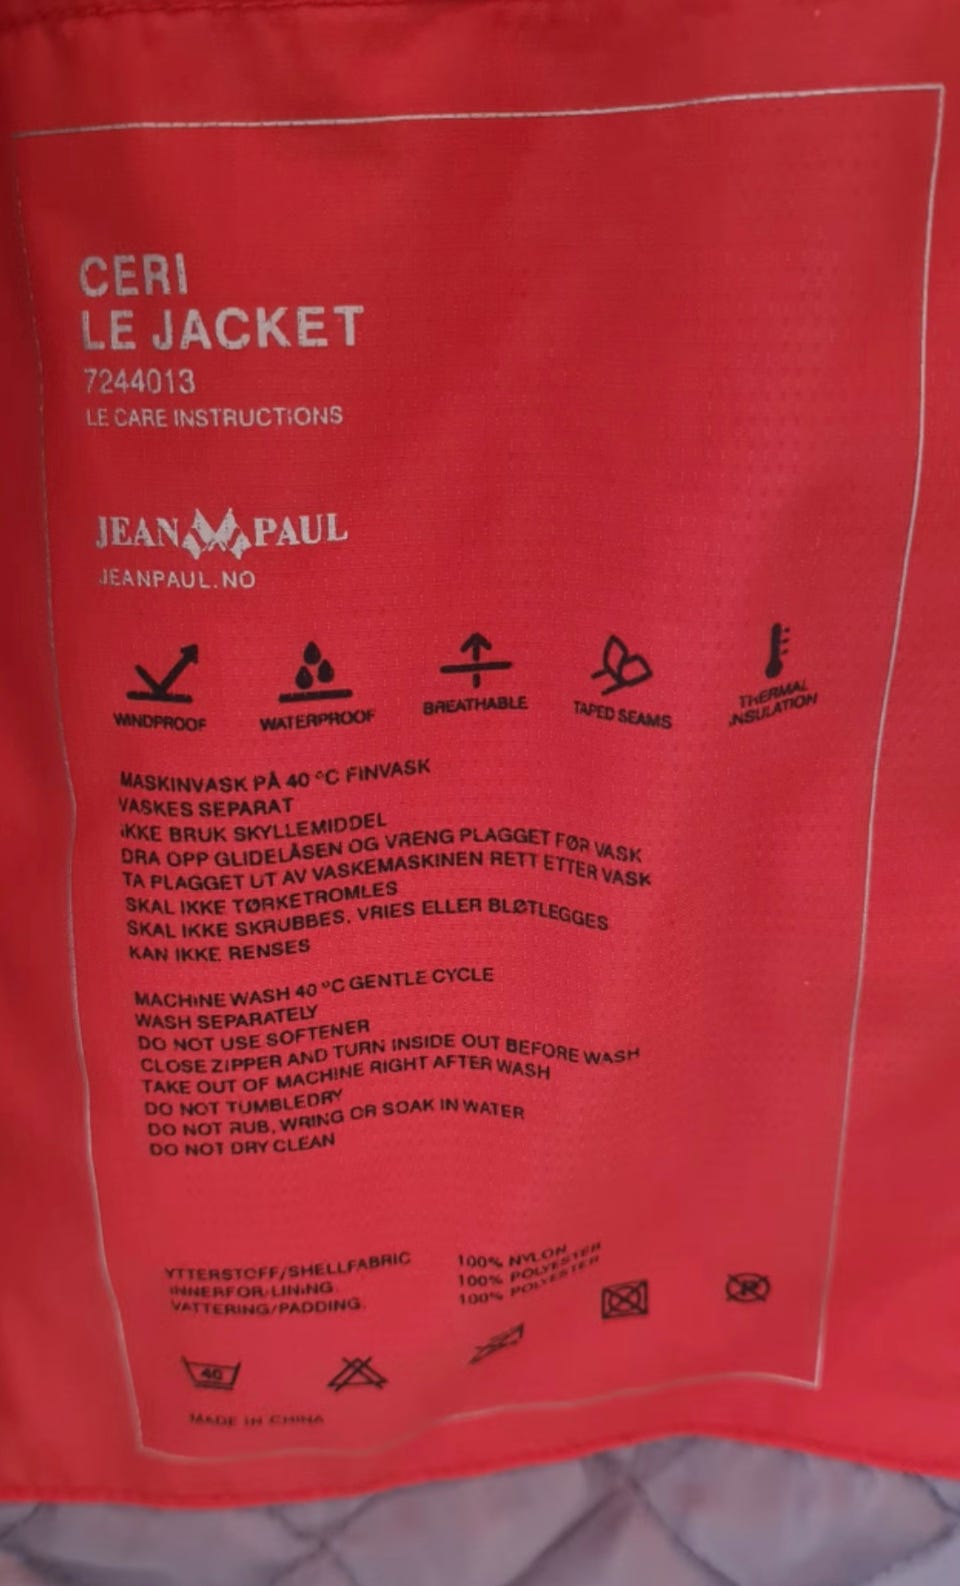 CERI
LE JACKET
7244013
LE CARE INSTRUCTIONS
JEAN PAUL
JEANPAUL.NO
WINDPROOF
WATERPROOF
BREATHABLE
TAPED SEAMS
THERMAL
INSULATION
MASKINVASK PÅ 40 °C FINVASK
VASKES SEPARAT
IKKE BRUK SKYLLEMIDDEL
DRA OPP GLIDELÅSEN OG VRENG PLAGGET FØR VASK
TA PLAGGET UT AV VASKEMASKINEN RETT ETTER VASK
SKAL IKKE TØRKETROMLES
SKAL IKKE SKRUBBES, VRIES ELLER BLØTLEGGES
KAN IKKE RENSES
MACHINE WASH 40 °C GENTLE CYCLE
WASH SEPARATELY
DO NOT USE SOFTENER
CLOSE ZIPPER AND TURN INSIDE OUT BEFORE WASH
TAKE OUT OF MACHINE RIGHT AFTER WASH
DO NOT TUMBLEDRY
DO NOT RUB, WRING OR SOAK IN WATER
DO NOT DRY CLEAN
YTTERSTOFF/SHELLFABRIC 100% NYLON
INNERFOR/LINING 100% POLYESTER
VATTERING/PADDING 100% POLYESTER
R
40
MADE IN CHINA